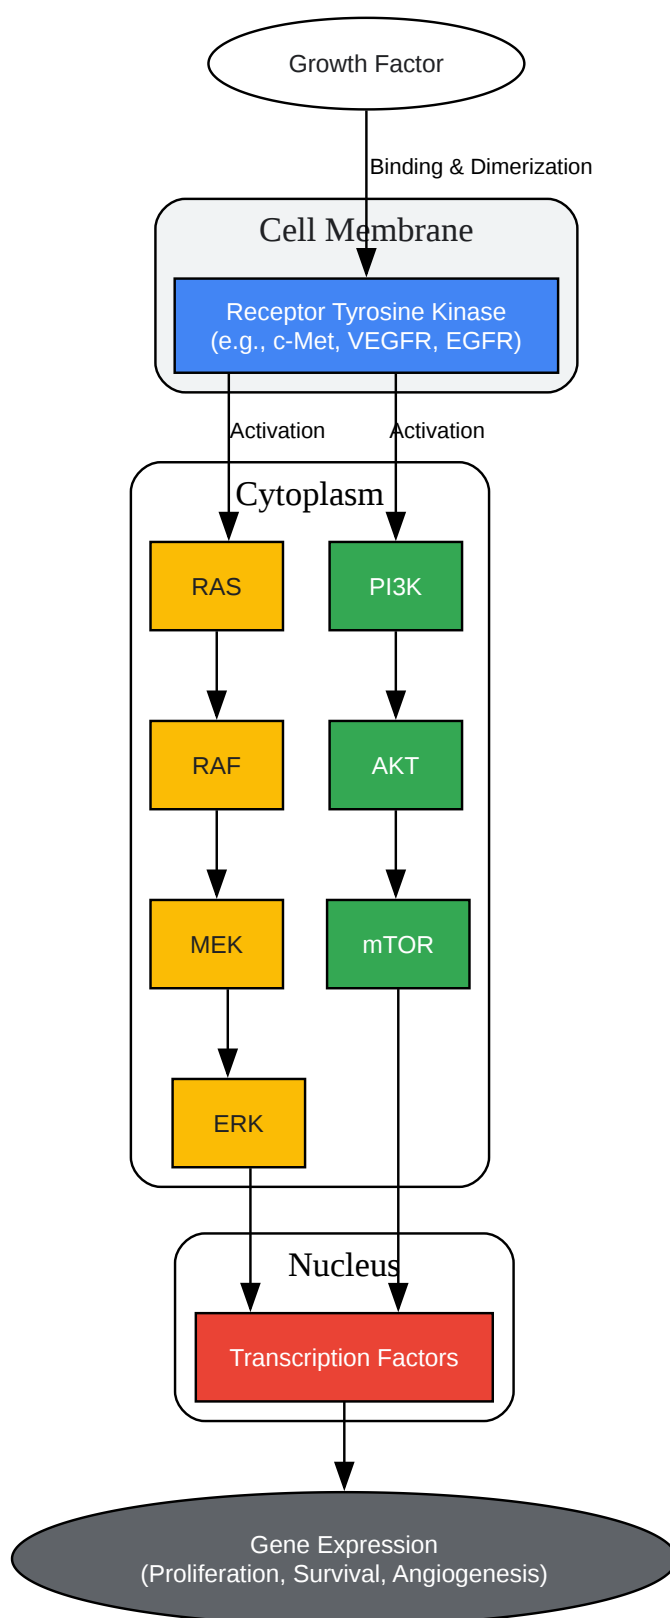 Growth Factor
Binding & Dimerization
Cell Membrane
Receptor Tyrosine Kinase
(e.g., c-Met, VEGFR, EGFR)
Activation
Activation
Cytoplasm
RAS
PI3K
RAF
AKT
MEK
mTOR
ERK
Nucleus
Transcription Factors
Gene Expression
(Proliferation, Survival, Angiogenesis)